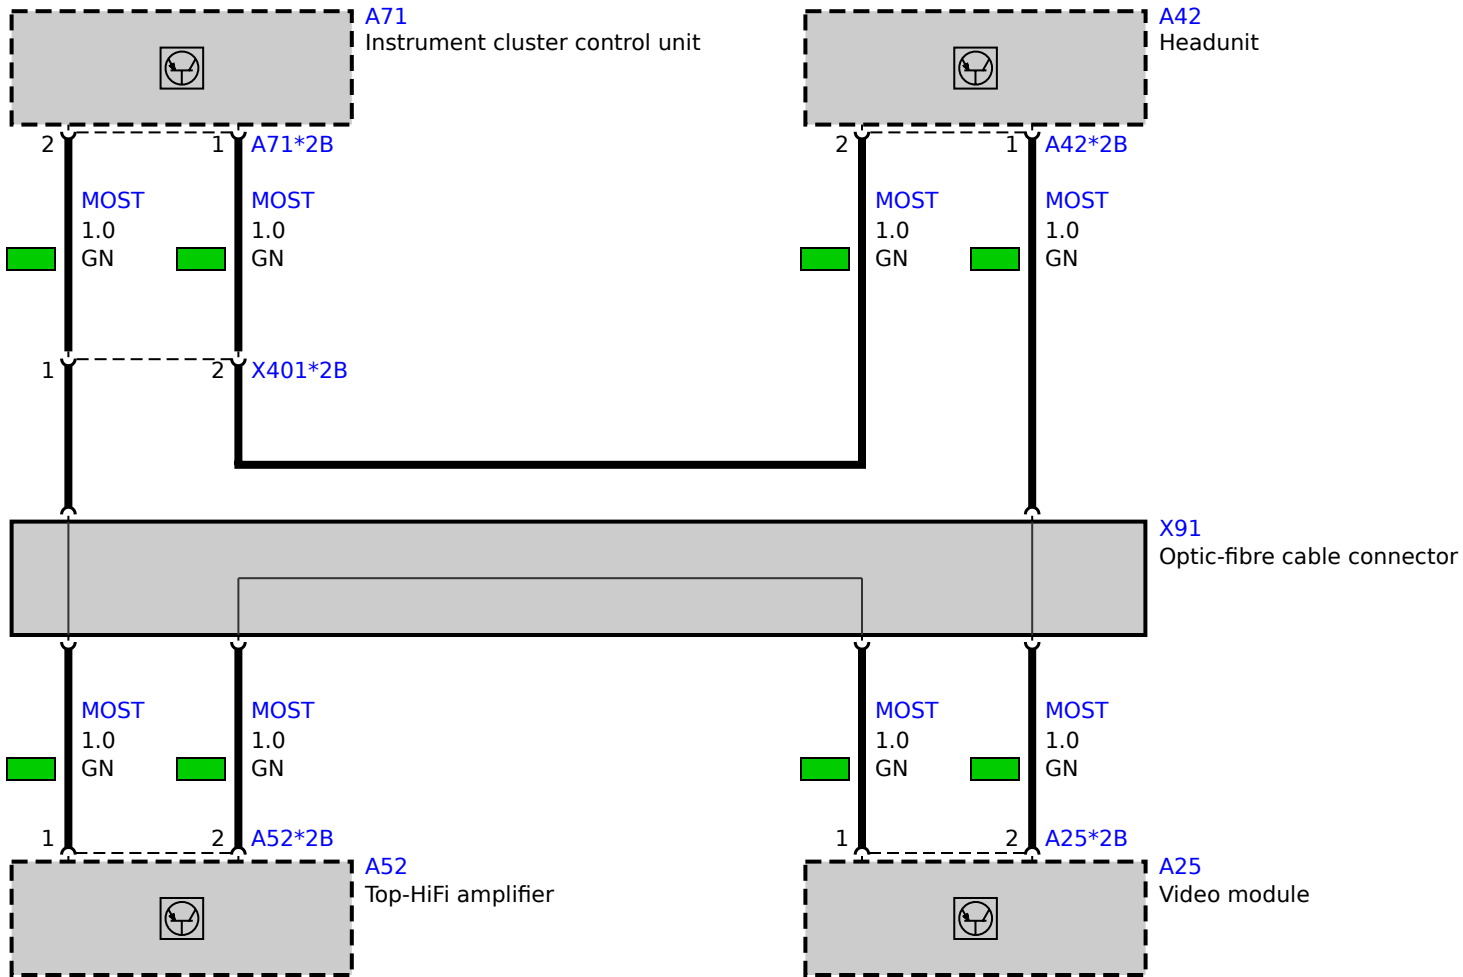 A71
Instrument cluster control unit
A42
Headunit
2 1 A71*2B
2 1 A42*2B
MOST MOST MOST MOST
1.0 1.0 1.0 1.0
GN GN GN GN
1 2 X401*2B
X91
Optic-fibre cable connector
MOST MOST MOST MOST
1.0 1.0 1.0 1.0
GN GN GN GN
1 2 A52*2B
1 2 A25*2B
A52
Top-HiFi amplifier
A25
Video module